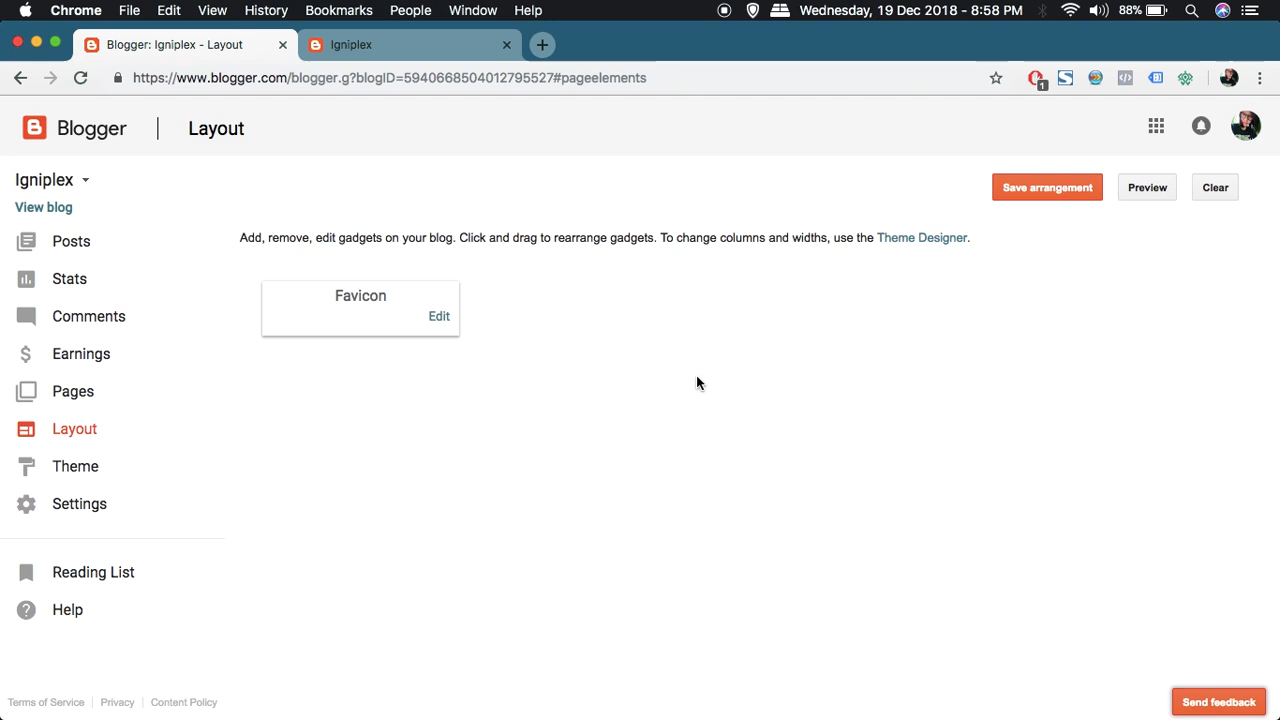 Chrome File Edit View History Bookmarks People Window Help Wednesday, 19 Dec 2018 - 8:58 PM 88%
Blogger: Igniplex - Layout Igniplex
https://www.blogger.com/blogger.g?blogID=5940668504012795527#pageelements 1
Blogger Layout
Igniplex
Save arrangement Preview Clear
View blog
Add, remove, edit gadgets on your blog. Click and drag to rearrange gadgets. To change columns and widths, use the Theme Designer.
Posts
Stats
Favicon
Edit
Comments
Earnings
Pages
Layout
Theme
Settings
Reading List
Help
Terms of Service Privacy Content Policy
Send feedback